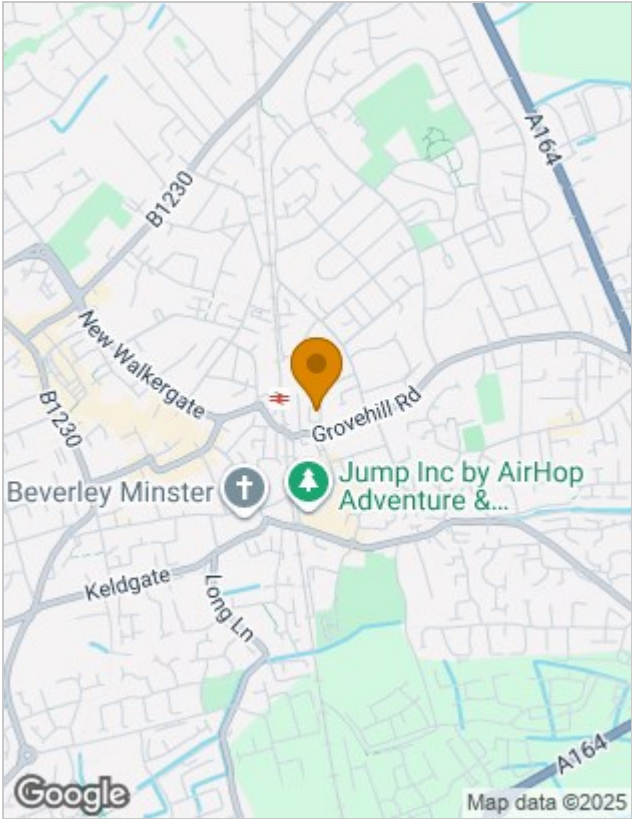 A164
B1230
New Walkergate
B1230
Grovehill Rd
Beverley Minster
Jump Inc by AirHop
Adventure &...
Keldgate
Long Ln
A164
Google
Map data ©2025